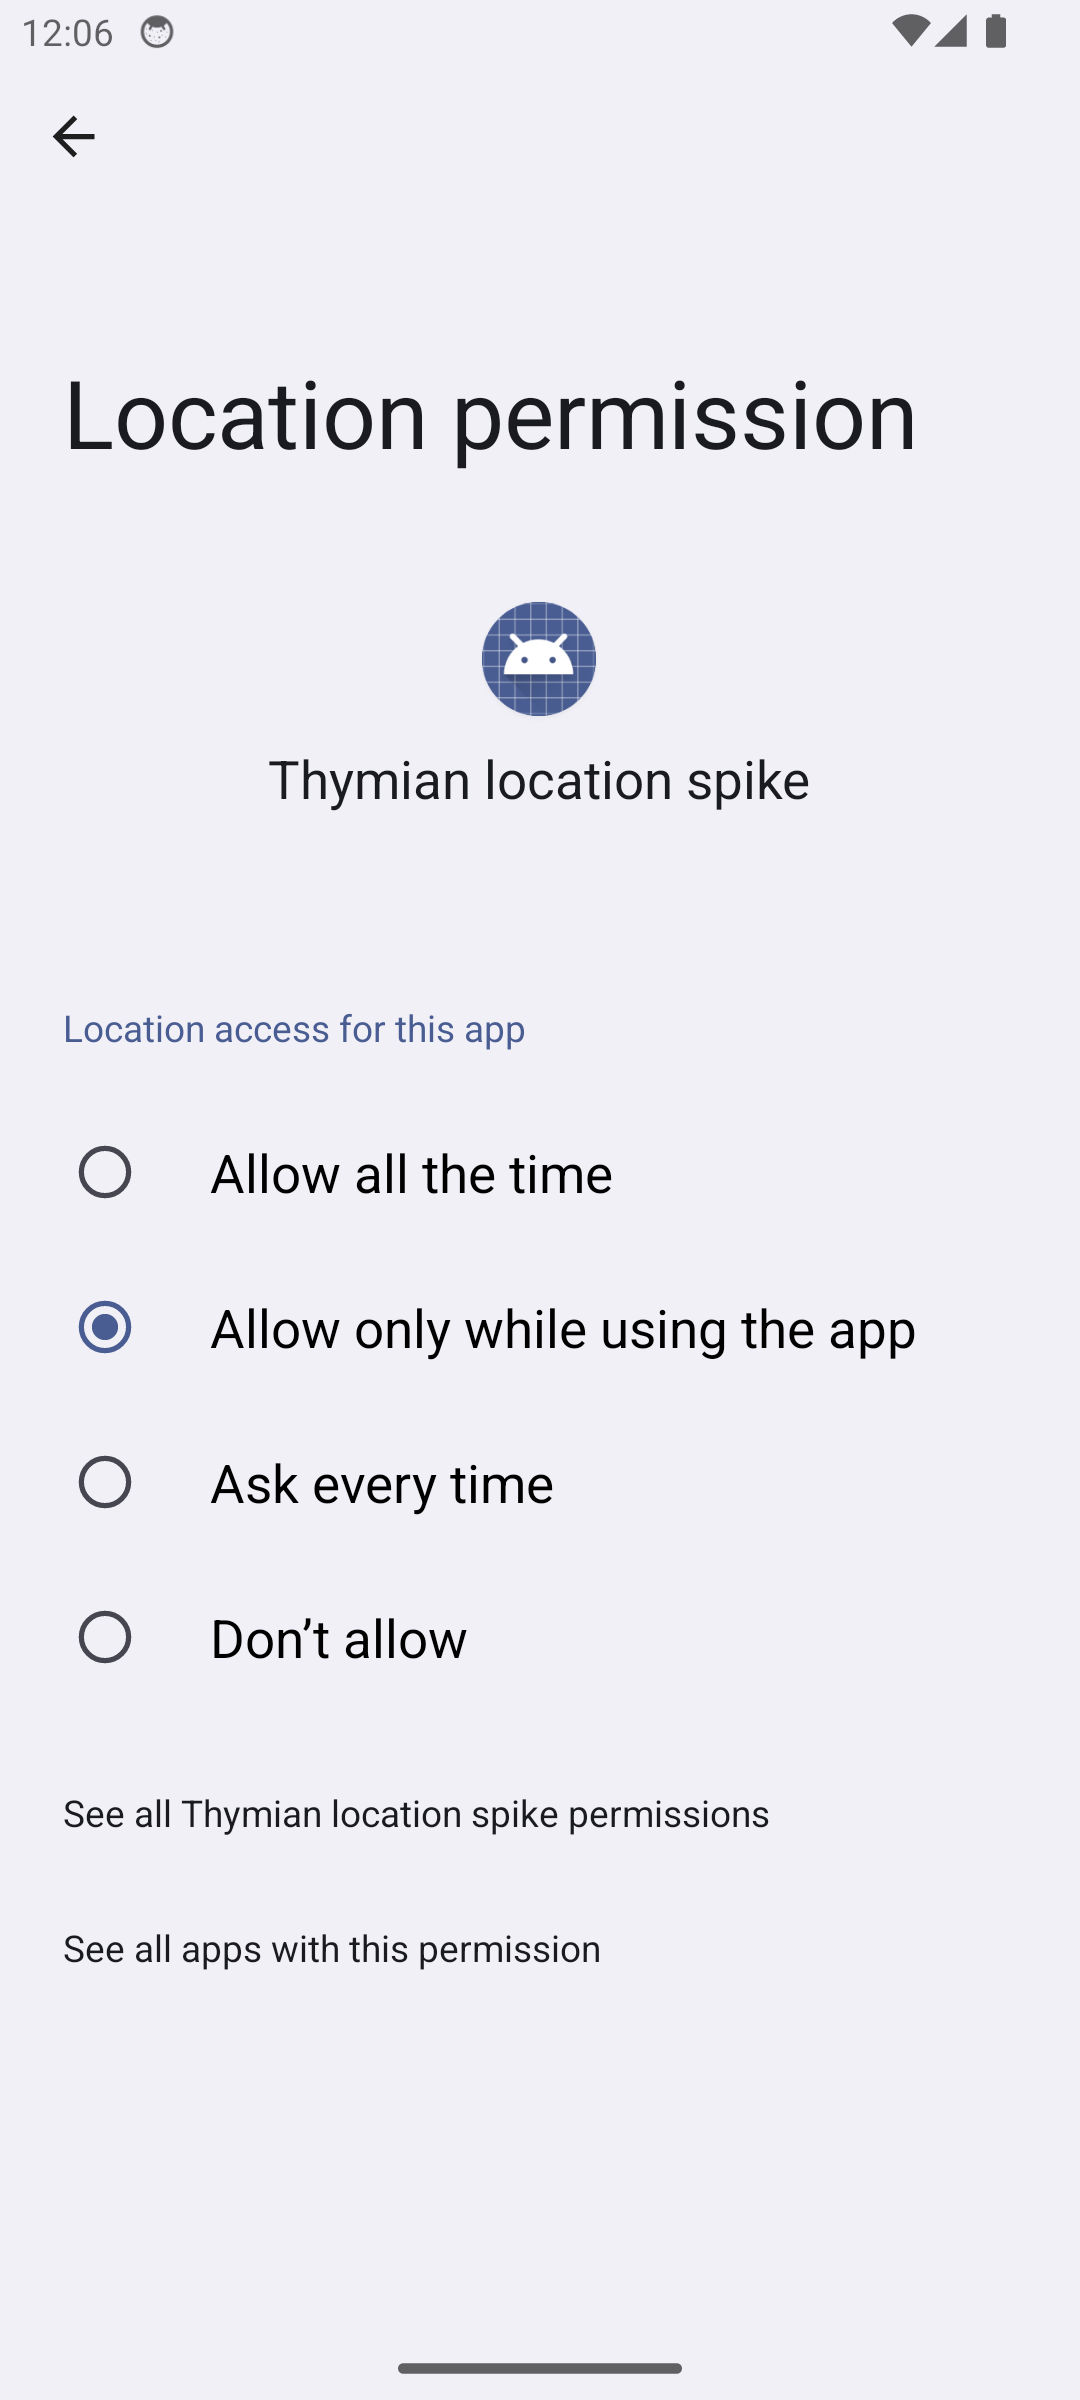 12:06
Location permission
Thymian location spike
Location access for this app
Allow all the time
Allow only while using the app
Ask every time
Don’t allow
See all Thymian location spike permissions
See all apps with this permission